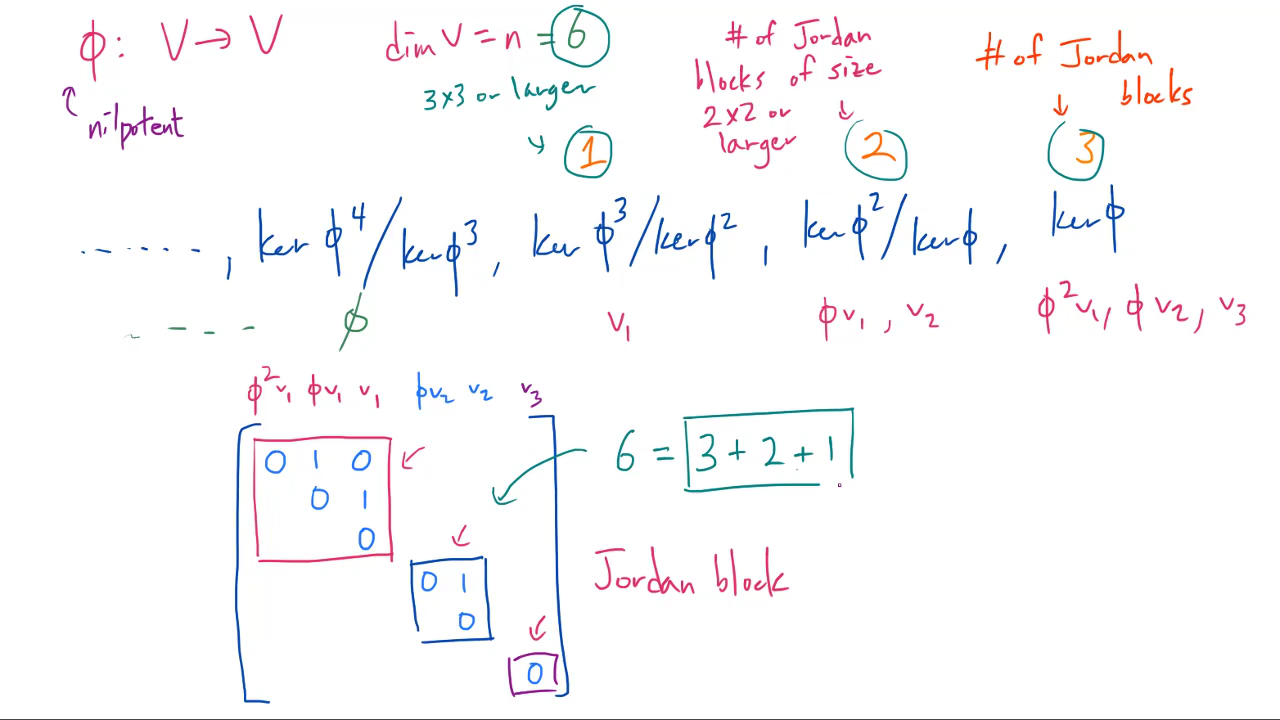 ϕ: V → V
nilpotent
dim V = n = 6
3×3 or larger
# of Jordan
blocks of size
2×2 or
larger
# of Jordan
blocks
1 2 3
------, ker ϕ⁴/ker ϕ³, ker ϕ³/ker ϕ², ker ϕ²/ker ϕ, ker ϕ
---- ϕ v₁ ϕv₁, v₂ ϕ²v₁, ϕv₂, v₃
ϕ²v₁ ϕv₁ v₁ ϕv₂ v₂ v₃
0 1 0
0 1
0
0 1
0
0
6 = 3 + 2 + 1
Jordan block